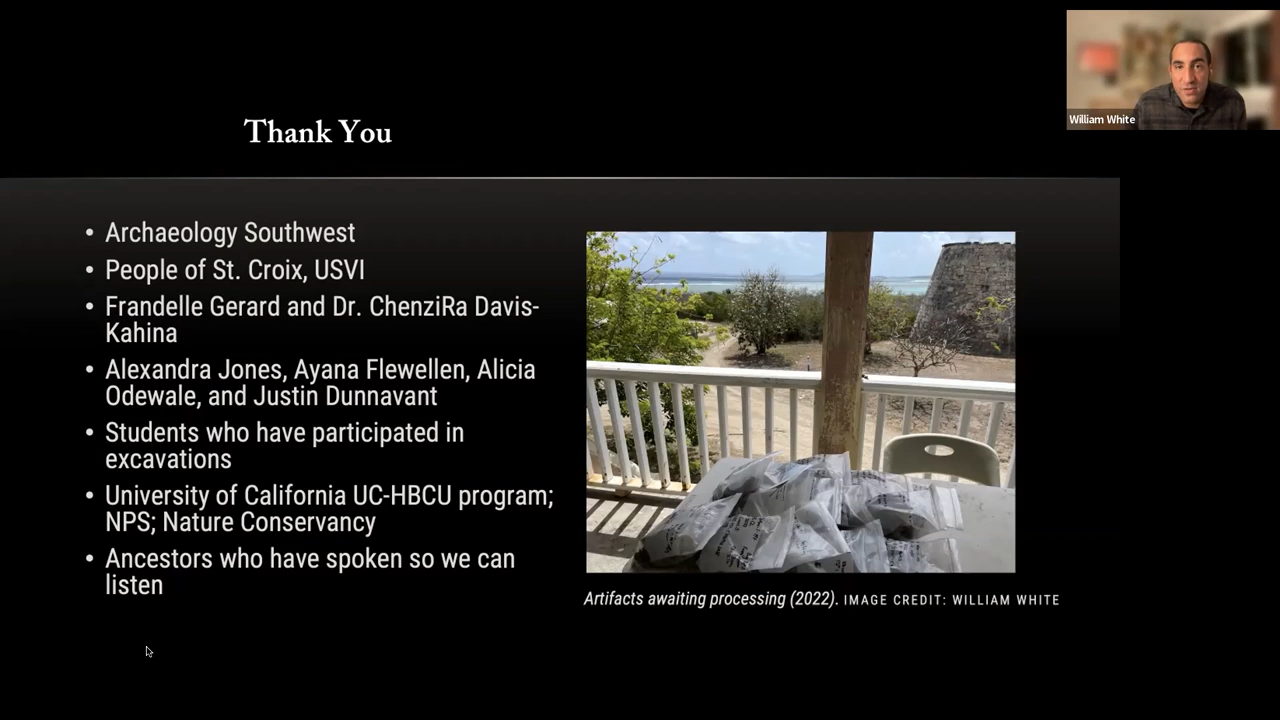 William White
Thank You
• Archaeology Southwest
• People of St. Croix, USVI
• Frandelle Gerard and Dr. ChenziRa Davis-
Kahina
• Alexandra Jones, Ayana Flewellen, Alicia
Odewale, and Justin Dunnavant
• Students who have participated in
excavations
• University of California UC-HBCU program;
NPS; Nature Conservancy
• Ancestors who have spoken so we can
listen
Artifacts awaiting processing (2022). IMAGE CREDIT: WILLIAM WHITE